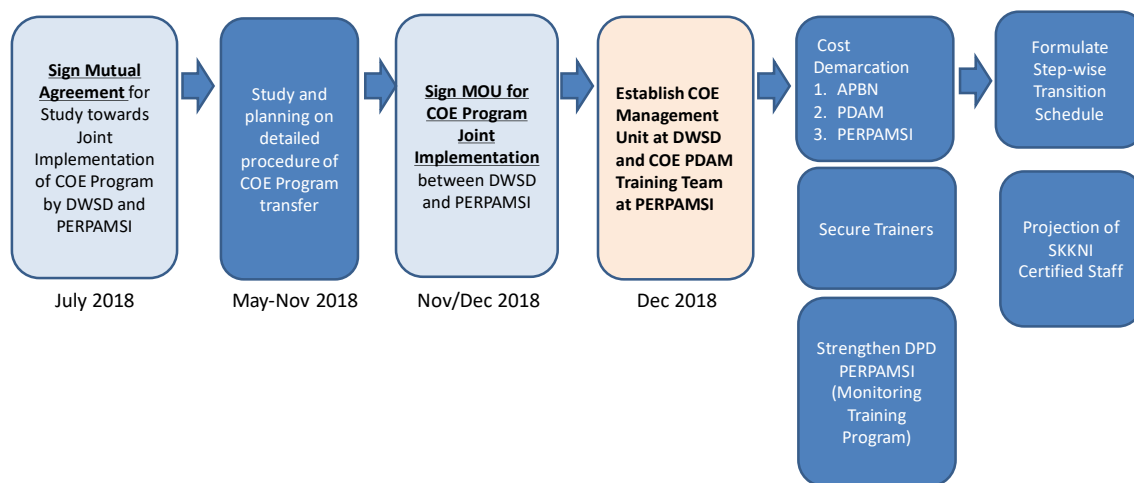 Sign Mutual
Agreement for
Study towards
Joint
Implementation
of COE Program
by DWSD and
PERPAMSI
July 2018
Study and
planning on
detailed
procedure of
COE Program
transfer
May-Nov 2018
Sign MOU for
COE Program
Joint
Implementation
between DWSD
and PERPAMSI
Nov/Dec 2018
Establish COE
Management
Unit at DWSD
and COE PDAM
Training Team
at PERPAMSI
Dec 2018
Cost
Demarcation
1. APBN
2. PDAM
3. PERPAMSI
Secure Trainers
Strengthen DPD
PERPAMSI
(Monitoring
Training
Program)
Formulate
Step-wise
Transition
Schedule
Projection of
SKKNI
Certified Staff